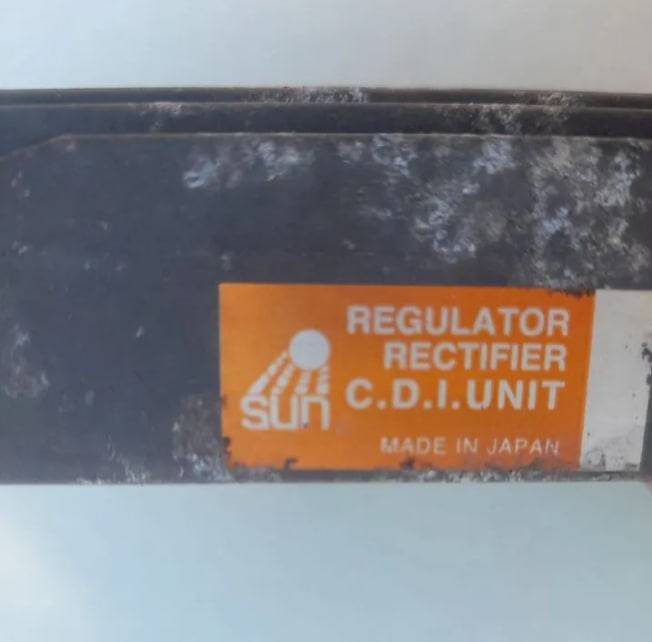 REGULATOR
RECTIFIER
C.D.I.UNIT
sun
MADE IN JAPAN